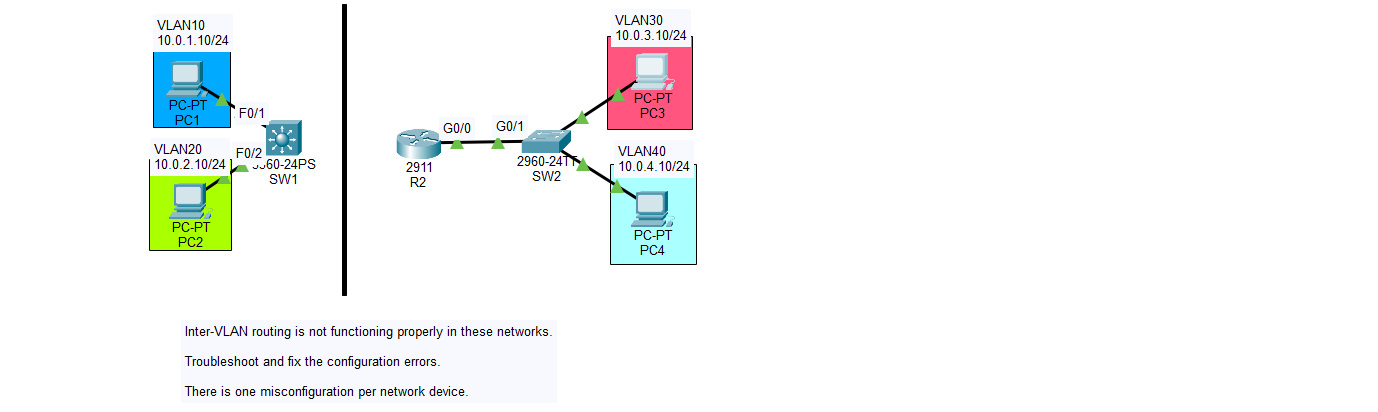 VLAN10
10.0.1.10/24
PC-PT
PC1
F0/1
VLAN20
10.0.2.10/24
F0/2
PC-PT
PC2
3560-24PS
SW1
2911
R2
G0/0
G0/1
2960-24TT
SW2
VLAN30
10.0.3.10/24
PC-PT
PC3
VLAN40
10.0.4.10/24
PC-PT
PC4
Inter-VLAN routing is not functioning properly in these networks.
Troubleshoot and fix the configuration errors.
There is one misconfiguration per network device.